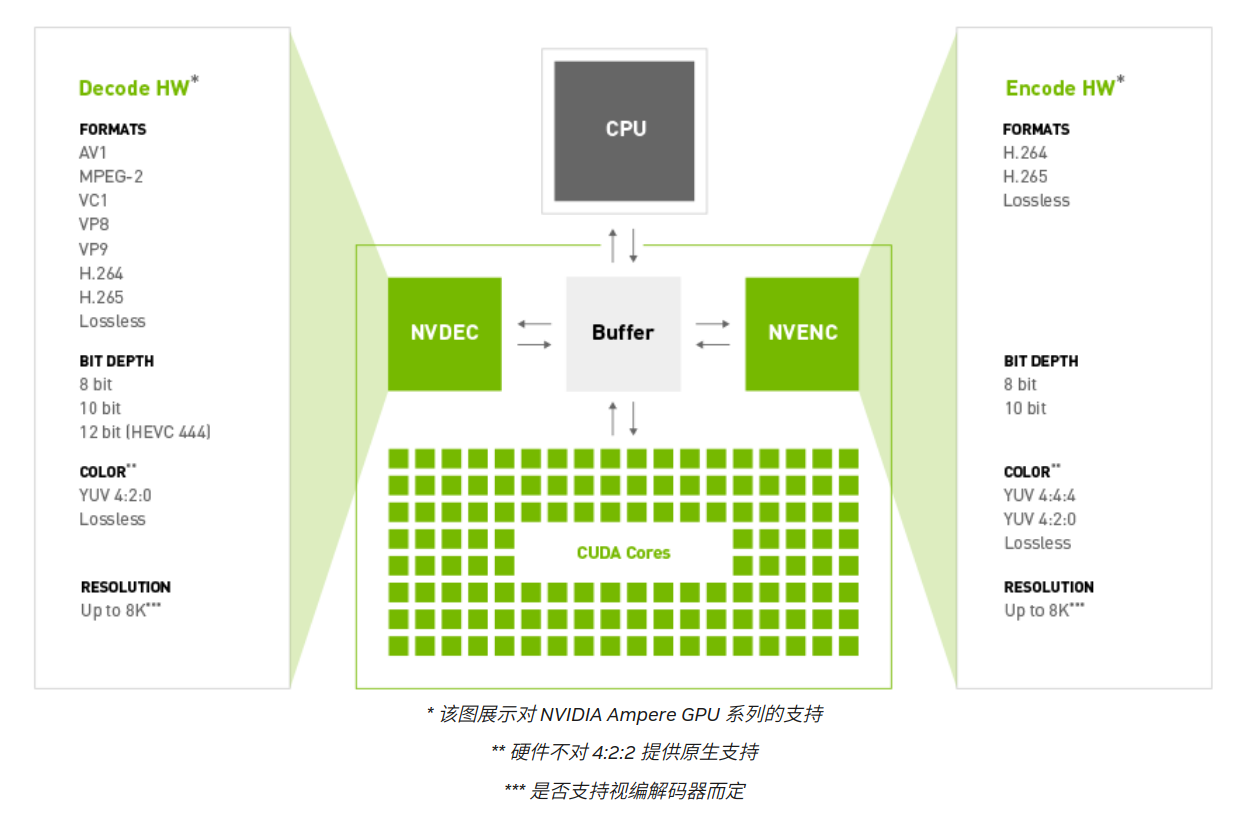 Decode HW*
FORMATS
AV1
MPEG-2
VC1
VP8
VP9
H.264
H.265
Lossless
BIT DEPTH
8 bit
10 bit
12 bit (HEVC 444)
COLOR**
YUV 4:2:0
Lossless
RESOLUTION
Up to 8K***
CPU
NVDEC
Buffer
NVENC
CUDA Cores
Encode HW*
FORMATS
H.264
H.265
Lossless
BIT DEPTH
8 bit
10 bit
COLOR**
YUV 4:4:4
YUV 4:2:0
Lossless
RESOLUTION
Up to 8K***
* 该图展示对 NVIDIA Ampere GPU 系列的支持
** 硬件不对 4:2:2 提供原生支持
*** 是否支持视编解码器而定